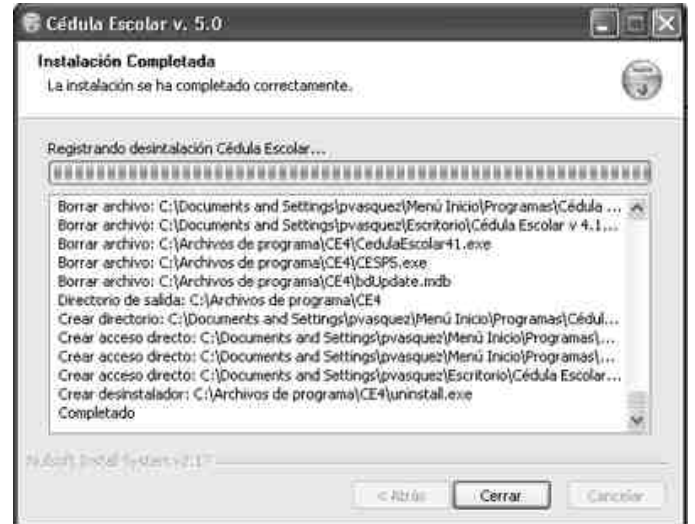 Cédula Escolar v. 5.0
Instalación Completada
La instalación se ha completado correctamente.
Registrando desintalación Cédula Escolar...
Borrar archivo: C:\Documents and Settings\pvasquez\Menú Inicio\Programas\Cédula ...
Borrar archivo: C:\Documents and Settings\pvasquez\Escritorio\Cédula Escolar v 4.1...
Borrar archivo: C:\Archivos de programa\CE4\CedulaEscolar41.exe
Borrar archivo: C:\Archivos de programa\CE4\CESP5.exe
Borrar archivo: C:\Archivos de programa\CE4\bdUpdate.mdb
Directorio de salida: C:\Archivos de programa\CE4
Crear directorio: C:\Documents and Settings\pvasquez\Menú Inicio\Programas\Cédul...
Crear acceso directo: C:\Documents and Settings\pvasquez\Menú Inicio\Programas\...
Crear acceso directo: C:\Documents and Settings\pvasquez\Menú Inicio\Programas\...
Crear acceso directo: C:\Documents and Settings\pvasquez\Escritorio\Cédula Escolar...
Crear desinstalador: C:\Archivos de programa\CE4\uninstall.exe
Completado
Nullsoft Install System v2.17
< Atrás Cerrar Cancelar